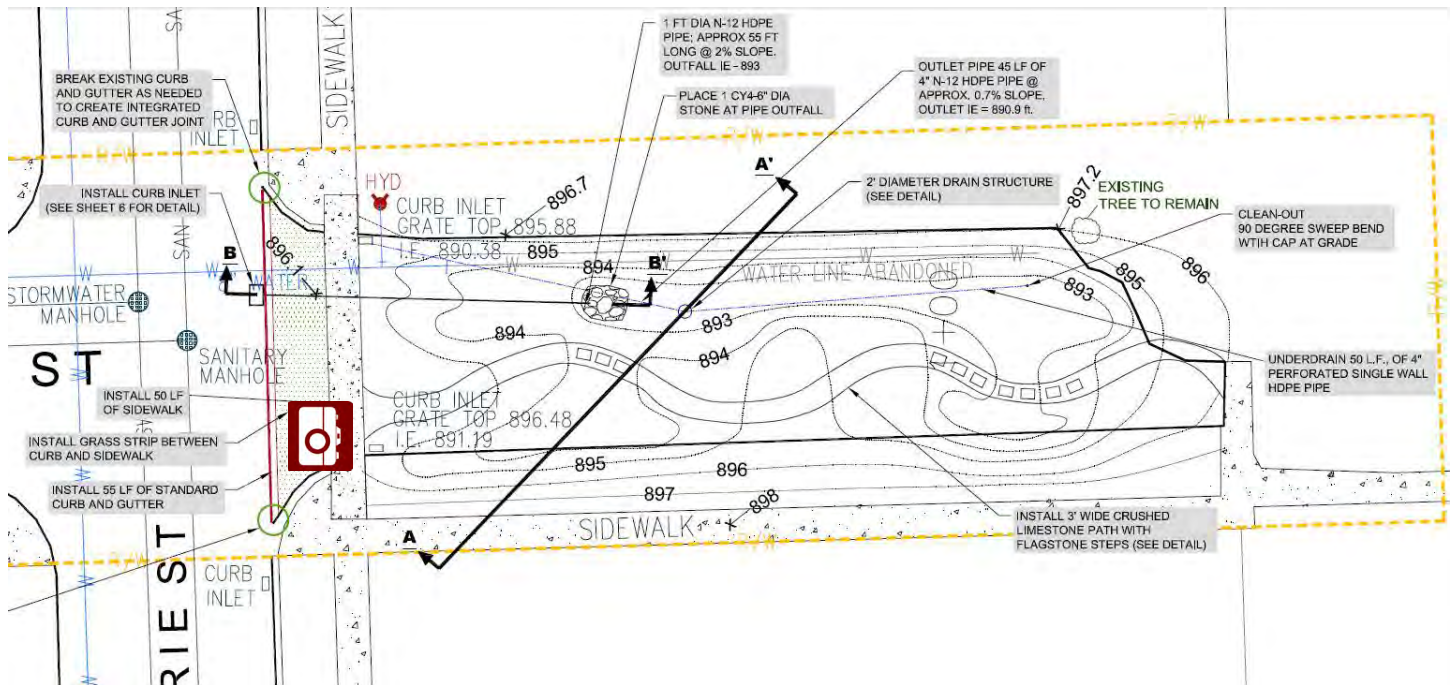 SA
SAN
SIDEWALK
1 FT DIA N-12 HDPE
PIPE; APPROX 55 FT
LONG @ 2% SLOPE.
OUTFALL IE - 893
OUTLET PIPE 45 LF OF
4" N-12 HDPE PIPE @
APPROX. 0.7% SLOPE,
OUTLET IE = 890.9 ft.
BREAK EXISTING CURB
AND GUTTER AS NEEDED
TO CREATE INTEGRATED
CURB AND GUTTER JOINT
PLACE 1 CY4-6" DIA
STONE AT PIPE OUTFALL
RB
INLET
R/W
R/W
R/W
A'
INSTALL CURB INLET
(SEE SHEET 6 FOR DETAIL)
HYD
896.7
2' DIAMETER DRAIN STRUCTURE
(SEE DETAIL)
897.2
EXISTING
TREE TO REMAIN
CLEAN-OUT
90 DEGREE SWEEP BEND
WTIH CAP AT GRADE
CURB INLET
GRATE TOP 895.88
I.E. 890.38
SAN
B
896.1
895
894
B'
W
W
W
W
W
W
W
WATER
WATER LINE ABANDONED
895
896
893
R/W
STORMWATER
MANHOLE
893
894
894
ST
SANITARY
MANHOLE
UNDERDRAIN 50 L.F., OF 4"
PERFORATED SINGLE WALL
HDPE PIPE
INSTALL 50 LF
OF SIDEWALK
CURB INLET
GRATE TOP 896.48
I.E. 891.19
INSTALL GRASS STRIP BETWEEN
CURB AND SIDEWALK
895
896
INSTALL 55 LF OF STANDARD
CURB AND GUTTER
897
898
SIDEWALK
INSTALL 3' WIDE CRUSHED
LIMESTONE PATH WITH
FLAGSTONE STEPS (SEE DETAIL)
A
R/W
R/W
CURB
INLET
RIE ST
W
W